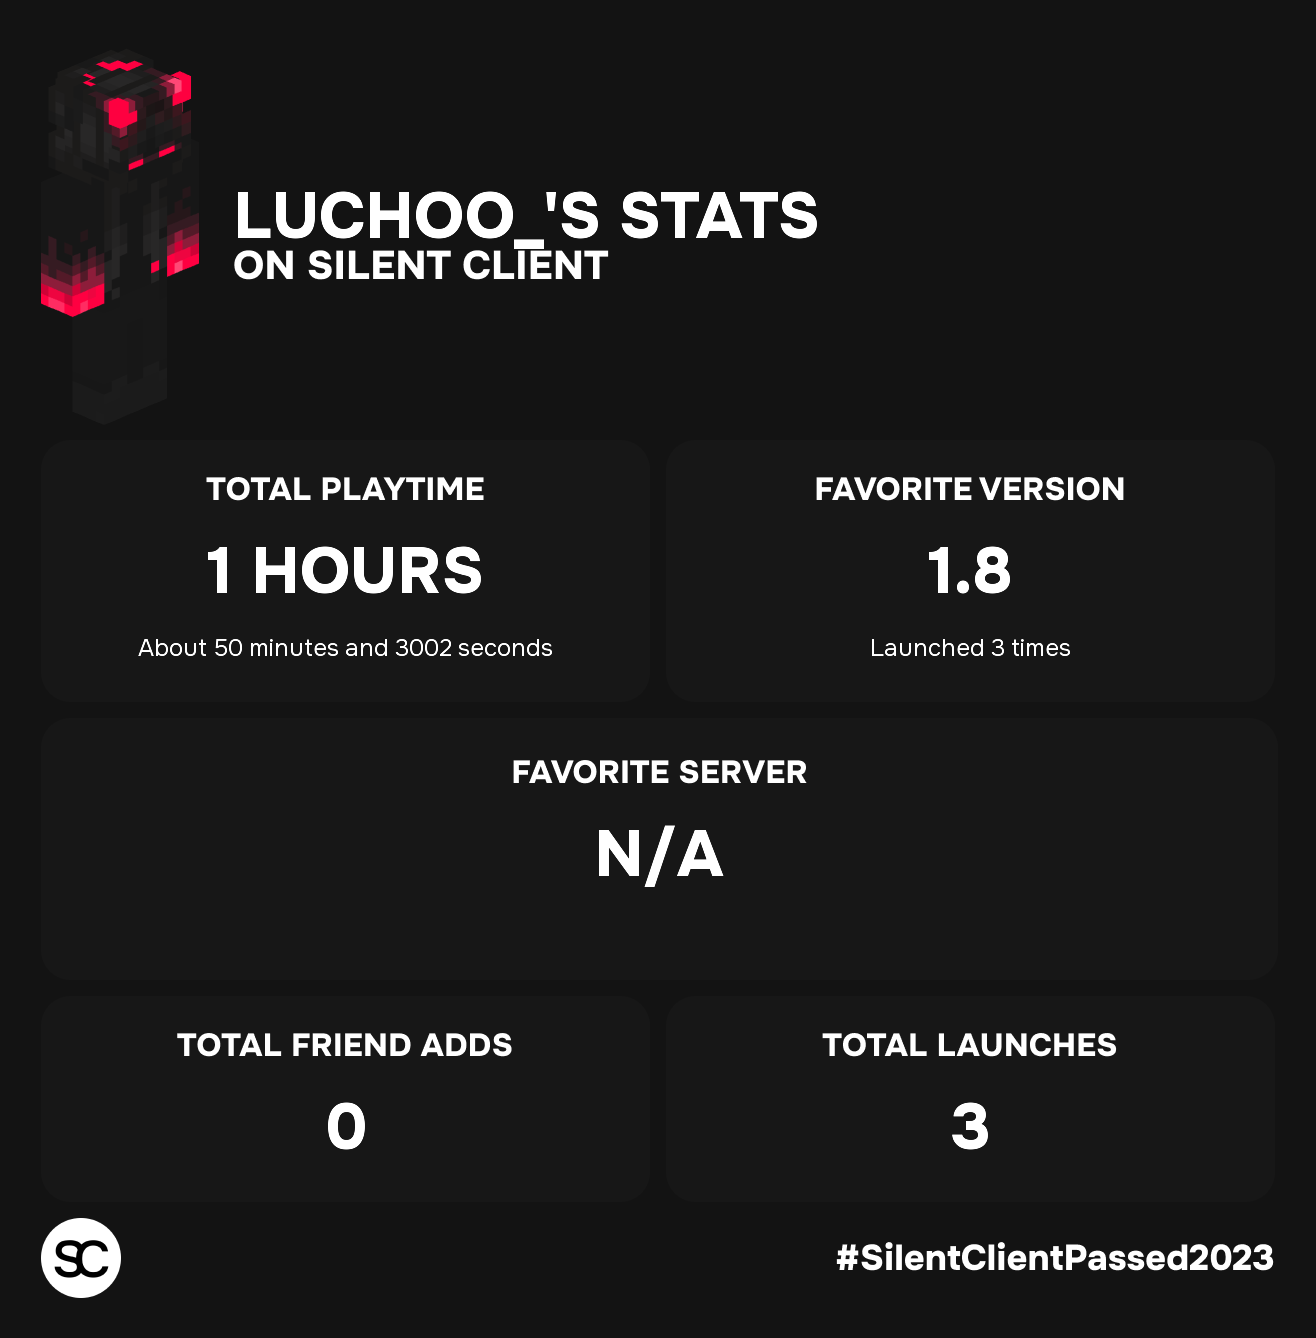 LUCHOO_'S STATS
ON SILENT CLIENT
TOTAL PLAYTIME
1 HOURS
About 50 minutes and 3002 seconds
FAVORITE VERSION
1.8
Launched 3 times
FAVORITE SERVER
N/A
TOTAL FRIEND ADDS
0
TOTAL LAUNCHES
3
SC
#SilentClientPassed2023